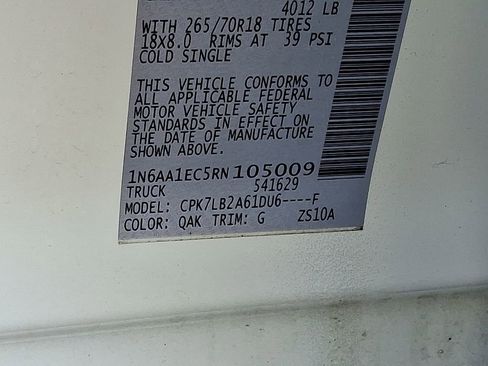 4012 LB
WITH 265/70R18 TIRES
18X8.0 RIMS AT 39 PSI
COLD SINGLE
THIS VEHICLE CONFORMS TO
ALL APPLICABLE FEDERAL
MOTOR VEHICLE SAFETY
STANDARDS IN EFFECT ON
THE DATE OF MANUFACTURE
SHOWN ABOVE.
1N6AA1EC5RN105009
TRUCK 541629
MODEL: CPK7LB2A61DU6----F
COLOR: QAK TRIM: G ZS10A